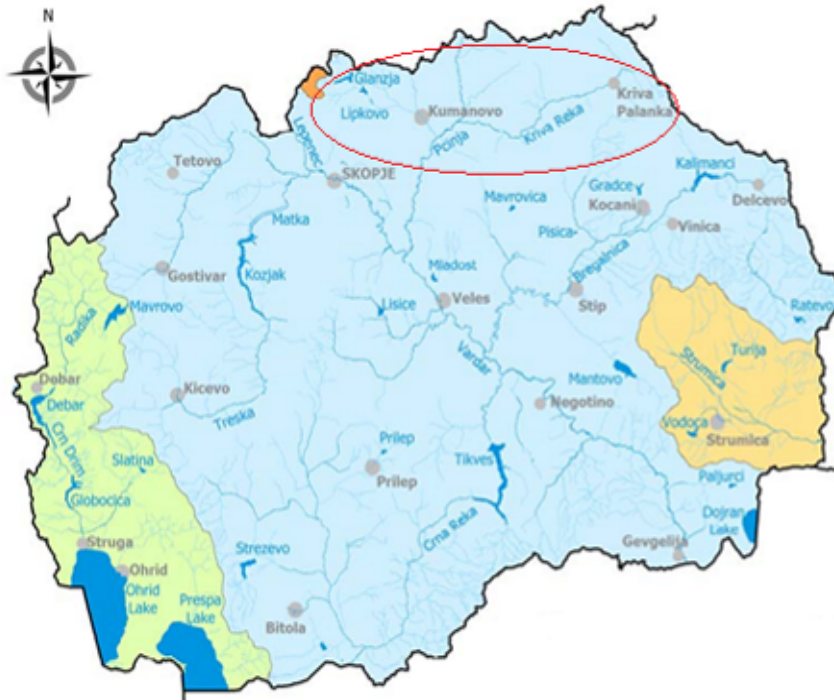 N
Glanzja
Lipkovo
Kumanovo
Kriva
Palanka
Kriva Reka
Pcinja
Lepenec
Tetovo
SKOPJE
Kalimanci
Gradce
Kocani
Delcevo
Mavrovica
Matka
Pisica
Vinica
Bregalnica
Gostivar
Kozjak
Mladost
Mavrovo
Lisice
Veles
Stip
Ratevo
Radika
Vardar
Strumica
Turija
Debar
Debar
Kicevo
Mantovo
Negotino
Treska
Vodoca
Strumica
Crn Drim
Slatina
Prilep
Prilep
Tikves
Paljurci
Globocica
Dojran
Lake
Crna Reka
Struga
Strezevo
Gevgelija
Ohrid
Ohrid
Lake
Prespa
Lake
Bitola